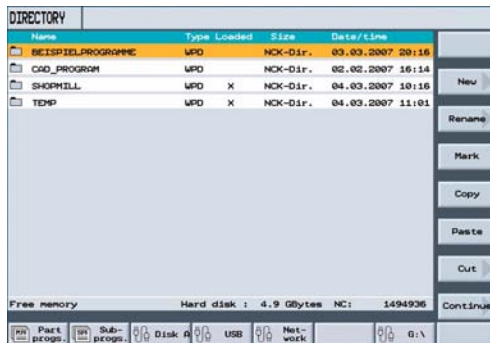 DIRECTORY
Name Type Loaded Size Date/time
BEISPIELPROGRAMME WPD NCK-Dir. 03.03.2007 20:16
CAD_PROGRAM WPD NCK-Dir. 02.02.2007 16:14
SHOPMILL WPD X NCK-Dir. 04.03.2007 10:16
TEMP WPD X NCK-Dir. 04.03.2007 11:01
New
Rename
Mark
Copy
Paste
Cut
Continue
Free memory Hard disk : 4.9 GBytes NC: 1494936
Part progs.
Sub-progs.
Disk A
USB
Net-work
G:\